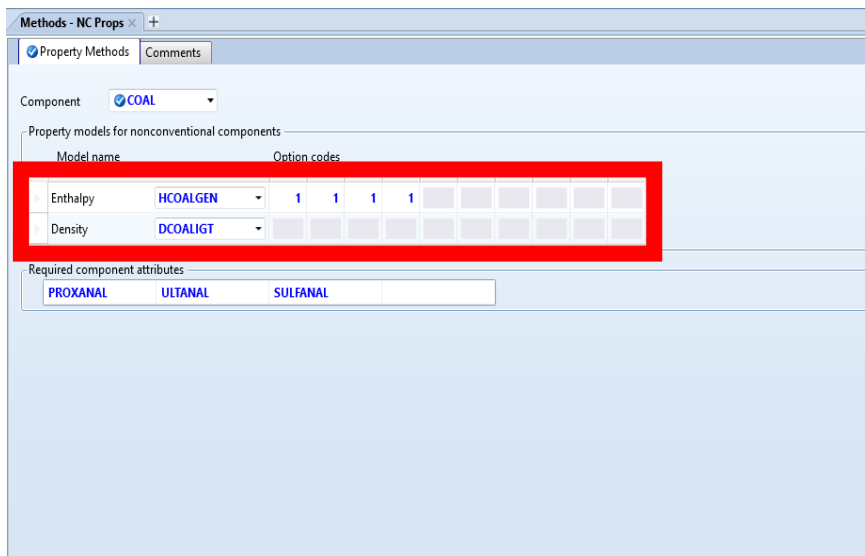 Methods - NC Props × +
Property Methods Comments
Component COAL
Property models for nonconventional components
Model name Option codes
Enthalpy HCOALGEN 1 1 1 1
Density DCOALIGT
Required component attributes
PROXANAL ULTANAL SULFANAL